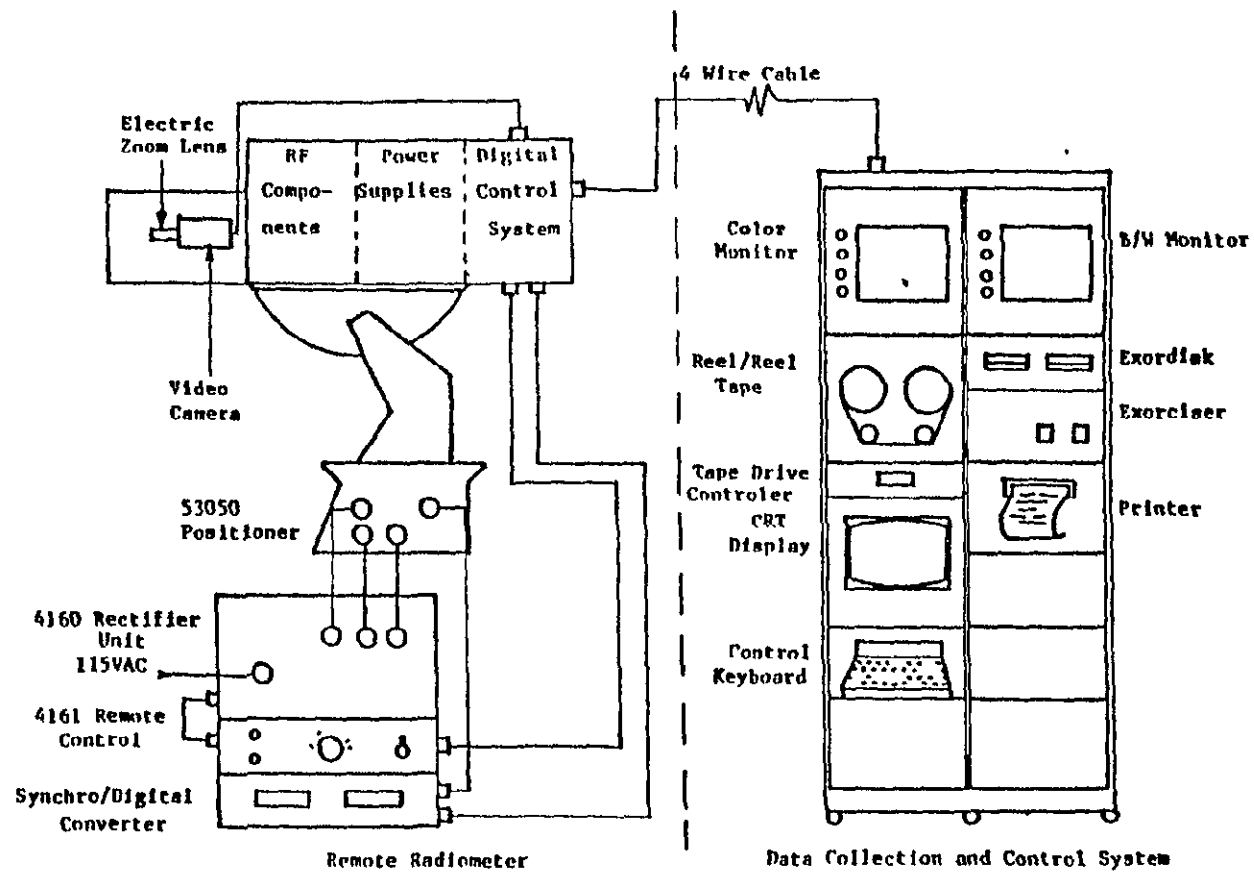 4 Wire Cable
Electric
Zoom Lens
RF
Compo-
nents
Power
Supplies
Digital
Control
System
Video
Camera
53050
Positioner
4160 Rectifier
Unit
115VAC
4161 Remote
Control
Synchro/Digital
Converter
Remote Radiometer
Color
Monitor
B/W Monitor
Reel/Reel
Tape
Exordisk
Exorciser
Tape Drive
Controler
CRT
Display
Printer
Control
Keyboard
Data Collection and Control System